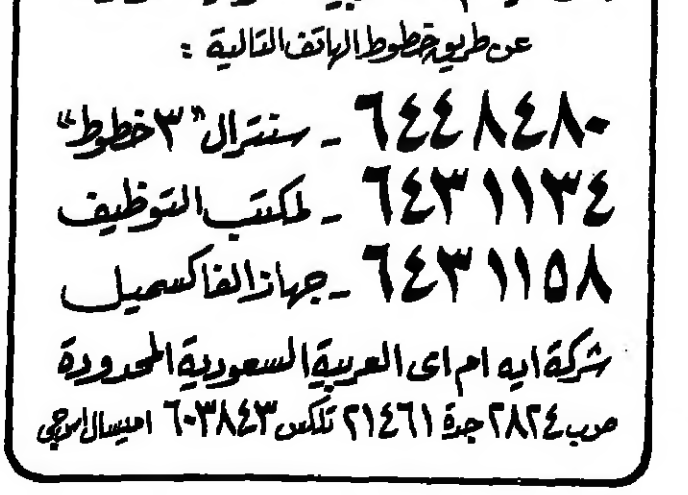 عن طريق خطوط الهاتف التالية :
٦٤٤٨٤٨٠ - سنترال "٣ خطوط"
٦٤٣١١٣٤ - لمكتب التوظيف
٦٤٣١١٥٨ - جهاز الفاكسميل
شركة ايه ام اى العربية السعودية المحدودة
ص ب ٢٨٢٤ جدة ٢١٤٦١ تلكس ٦٠٣٨٤٣ اميسال اس جي